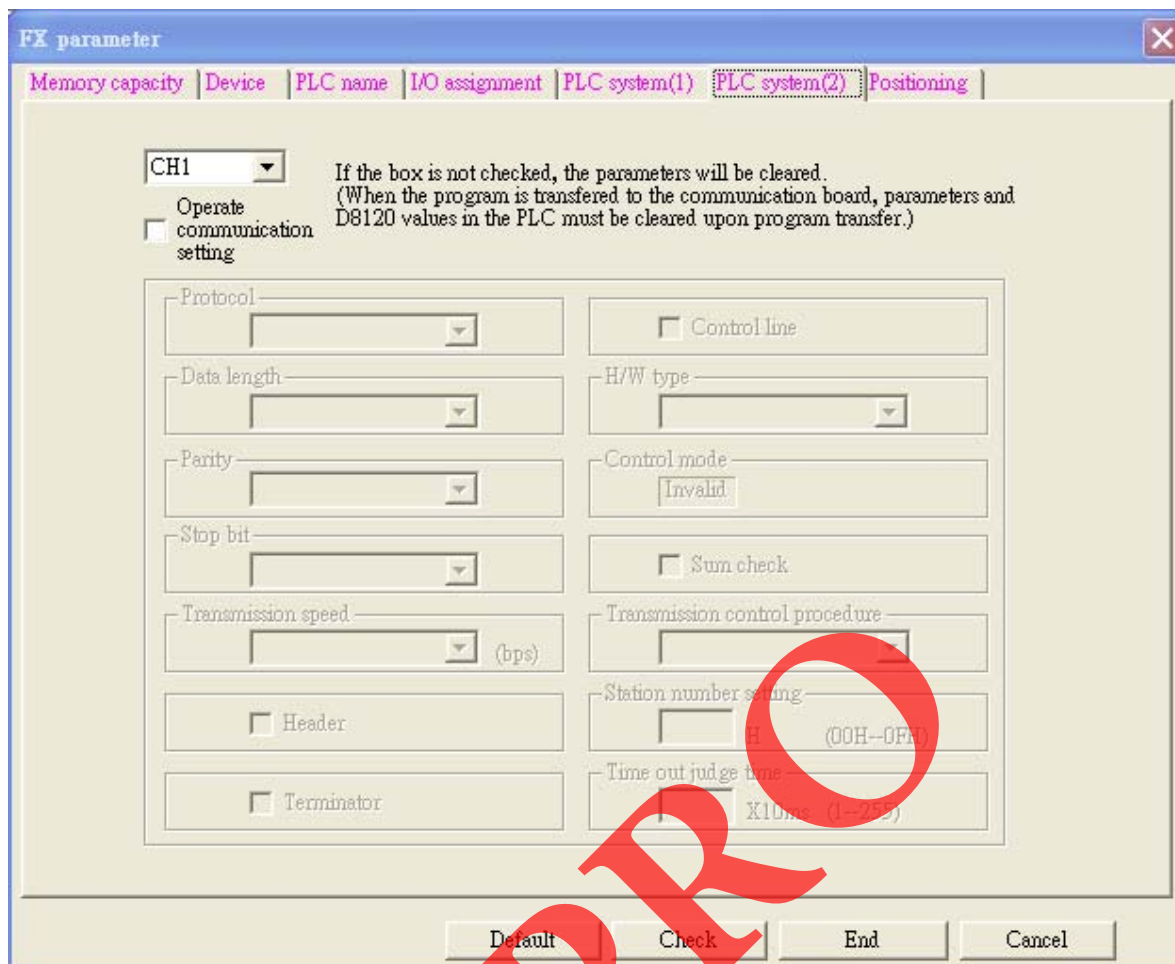 FX parameter
Memory capacity Device PLC name I/O assignment PLC system(1) PLC system(2) Positioning
CH1
If the box is not checked, the parameters will be cleared.
(When the program is transfered to the communication board, parameters and
D8120 values in the PLC must be cleared upon program transfer.)
Operate
communication
setting
Protocol
Control line
Data length
H/W type
Parity
Control mode
Invalid
Stop bit
Sum check
Transmission speed
(bps)
Transmission control procedure
Header
Station number setting
H (00H--0FH)
Terminator
Time out judge time
X10ms (1--255)
Default Check End Cancel
PRO